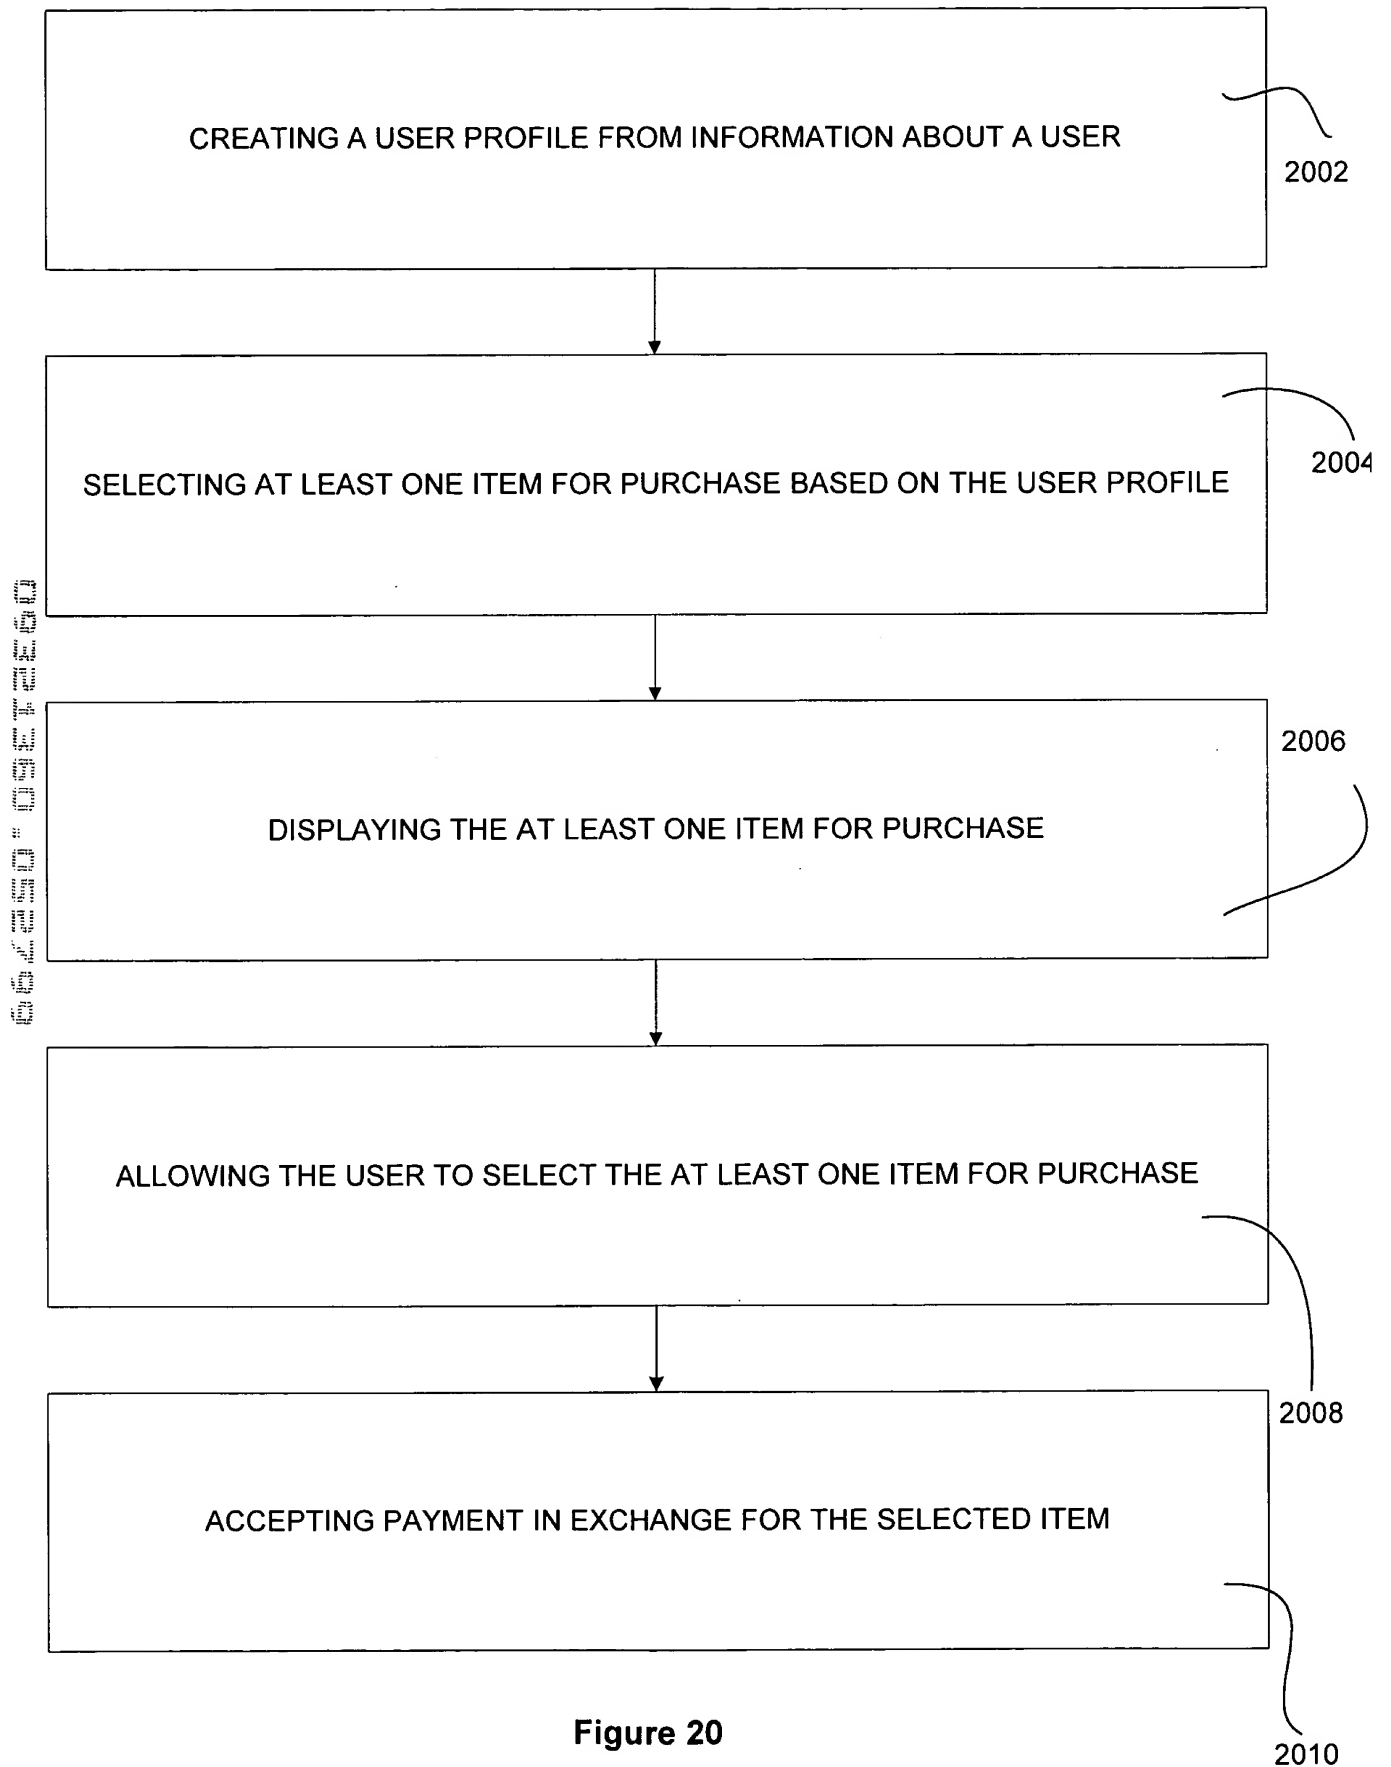 CREATING A USER PROFILE FROM INFORMATION ABOUT A USER
2002
SELECTING AT LEAST ONE ITEM FOR PURCHASE BASED ON THE USER PROFILE
2004
DISPLAYING THE AT LEAST ONE ITEM FOR PURCHASE
2006
ALLOWING THE USER TO SELECT THE AT LEAST ONE ITEM FOR PURCHASE
2008
ACCEPTING PAYMENT IN EXCHANGE FOR THE SELECTED ITEM
2010
Figure 20
09321360.052799